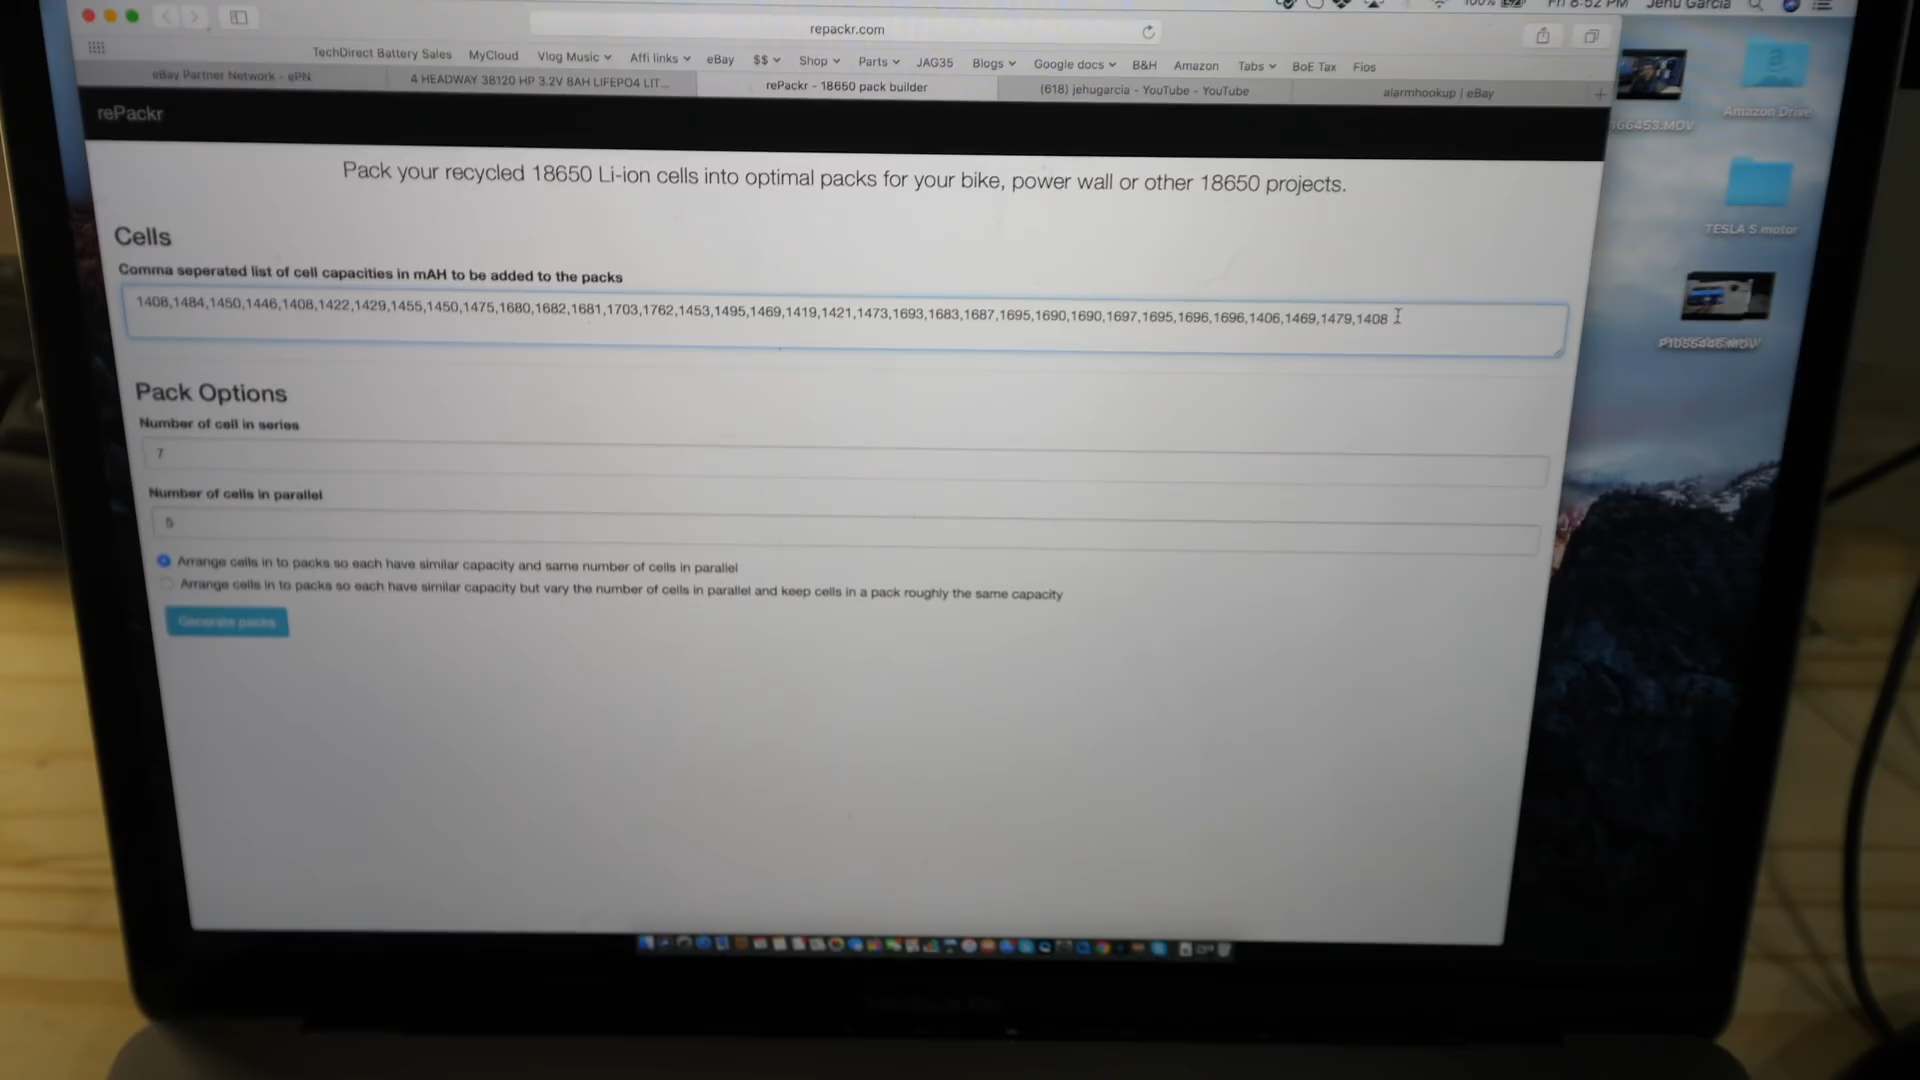 100%
Fri 8:52 PM
Jehu Garcia
repackr.com
TechDirect Battery Sales MyCloud Vlog Music Affi links eBay $$ Shop Parts JAG35 Blogs Google docs B&H Amazon Tabs BoE Tax Fios
eBay Partner Network - ePN
4 HEADWAY 38120 HP 3.2V 8AH LIFEPO4 LIT...
rePackr - 18650 pack builder
(618) jehugarcia - YouTube - YouTube
alarmhookup | eBay
rePackr
Pack your recycled 18650 Li-ion cells into optimal packs for your bike, power wall or other 18650 projects.
Cells
Comma seperated list of cell capacities in mAH to be added to the packs
1408,1484,1450,1446,1408,1422,1429,1455,1450,1475,1680,1682,1681,1703,1762,1453,1495,1469,1419,1421,1473,1693,1683,1687,1695,1690,1690,1697,1695,1696,1696,1406,1469,1479,1408
Pack Options
Number of cell in series
7
Number of cells in parallel
5
Arrange cells in to packs so each have similar capacity and same number of cells in parallel
Arrange cells in to packs so each have similar capacity but vary the number of cells in parallel and keep cells in a pack roughly the same capacity
Generate packs
Amazon Drive
TESLA S motor